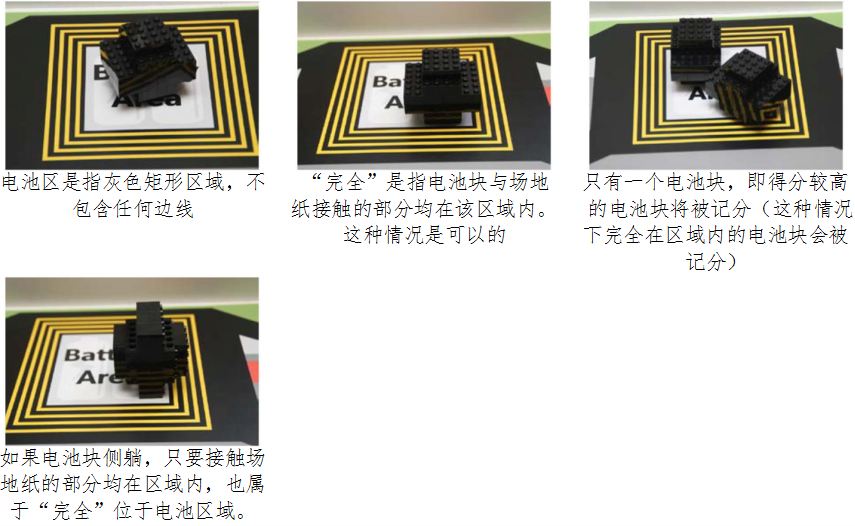 Ba y
Area
电池区是指灰色矩形区域，不
包含任何边线
Bat
A
“完全”是指电池块与场地
纸接触的部分均在该区域内。
这种情况是可以的
A
只有一个电池块，即得分较高
的电池块将被记分（这种情况
下完全在区域内的电池块会被
记分）
Batt
Are
如果电池块侧躺，只要接触场
地纸的部分均在区域内，也属
于“完全”位于电池区域。